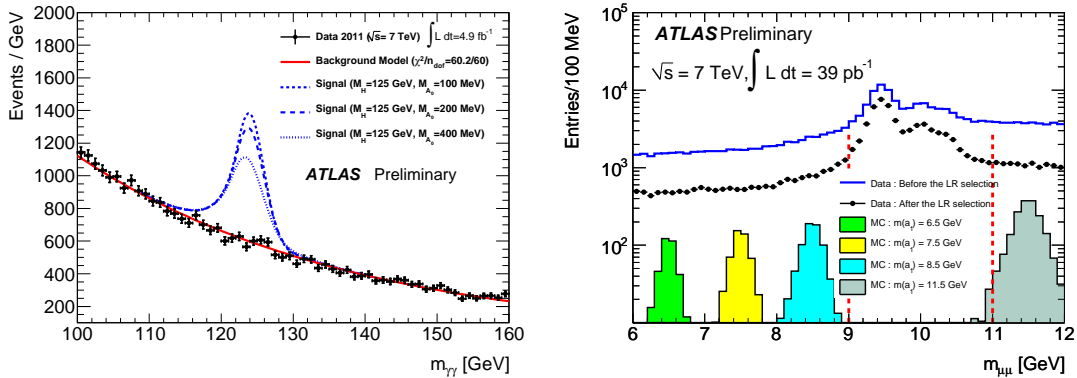 Events / GeV
2000
1800
1600
1400
1200
1000
800
600
400
200
Data 2011 (√s= 7 TeV) ∫ L dt=4.9 fb⁻¹
Background Model (χ²/n_dof=60.2/60)
Signal (M_H=125 GeV, M_A₀=100 MeV)
Signal (M_H=125 GeV, M_A₀=200 MeV)
Signal (M_H=125 GeV, M_A₀=400 MeV)
ATLAS Preliminary
100 110 120 130 140 150 160
m_γγ [GeV]
Entries/100 MeV
10⁵
10⁴
10³
10²
10
ATLAS Preliminary
√s = 7 TeV, ∫ L dt = 39 pb⁻¹
Data : Before the LR selection
Data : After the LR selection
MC : m(a₁) = 6.5 GeV
MC : m(a₁) = 7.5 GeV
MC : m(a₁) = 8.5 GeV
MC : m(a₁) = 11.5 GeV
6 7 8 9 10 11 12
m_μμ [GeV]